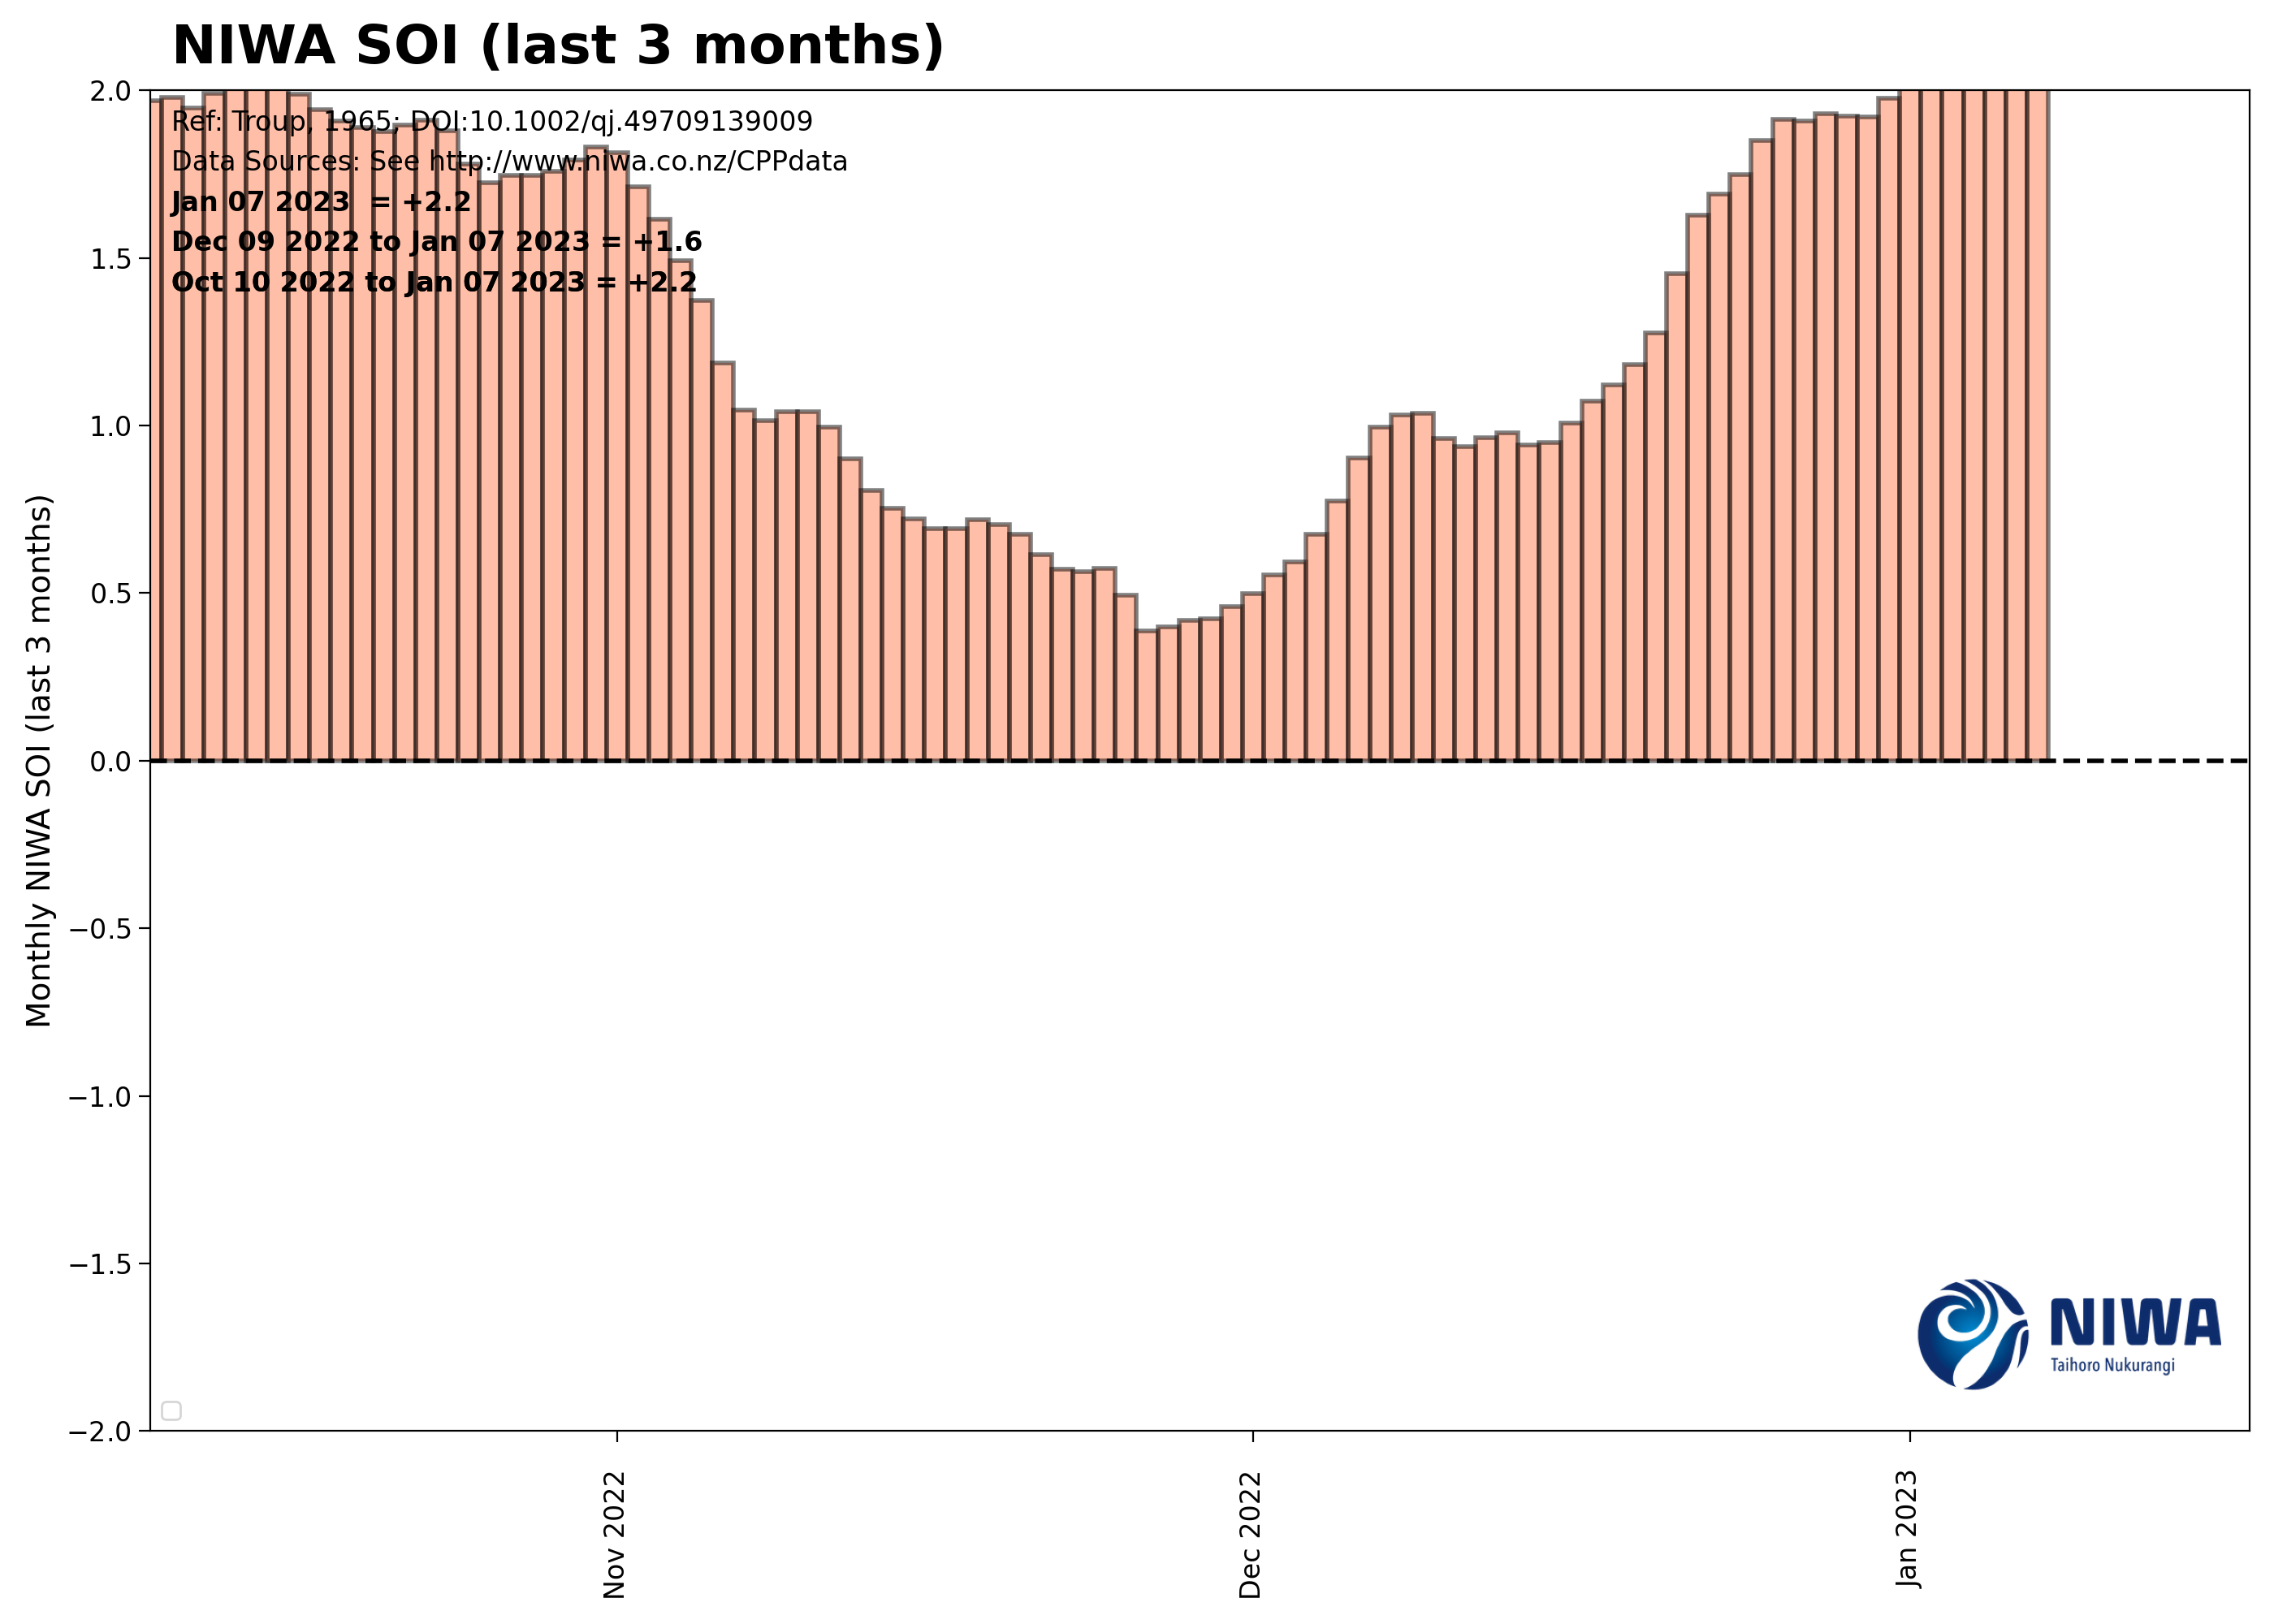 NIWA SOI (last 3 months)
Ref: Troup, 1965; DOI:10.1002/qj.49709139009
Data Sources: See http://www.niwa.co.nz/CPPdata
Jan 07 2023 = +2.2
Dec 09 2022 to Jan 07 2023 = +1.6
Oct 10 2022 to Jan 07 2023 = +2.2
Monthly NIWA SOI (last 3 months)
2.0
1.5
1.0
0.5
0.0
−0.5
−1.0
−1.5
−2.0
NIWA
Taihoro Nukurangi
Nov 2022
Dec 2022
Jan 2023